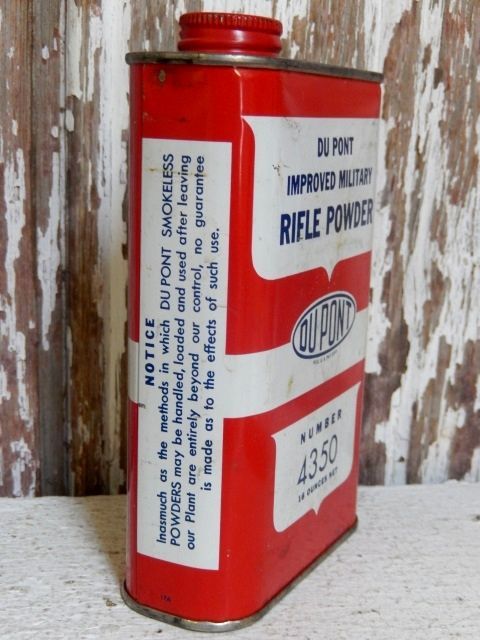 NOTICE
Inasmuch as the methods in which DU PONT SMOKELESS
POWDERS may be handled, loaded and used after leaving
our Plant are entirely beyond our control, no guarantee
is made as to the effects of such use.
DU PONT
IMPROVED MILITARY
RIFLE POWDER
DU PONT
NUMBER
4350
16 OUNCES NET